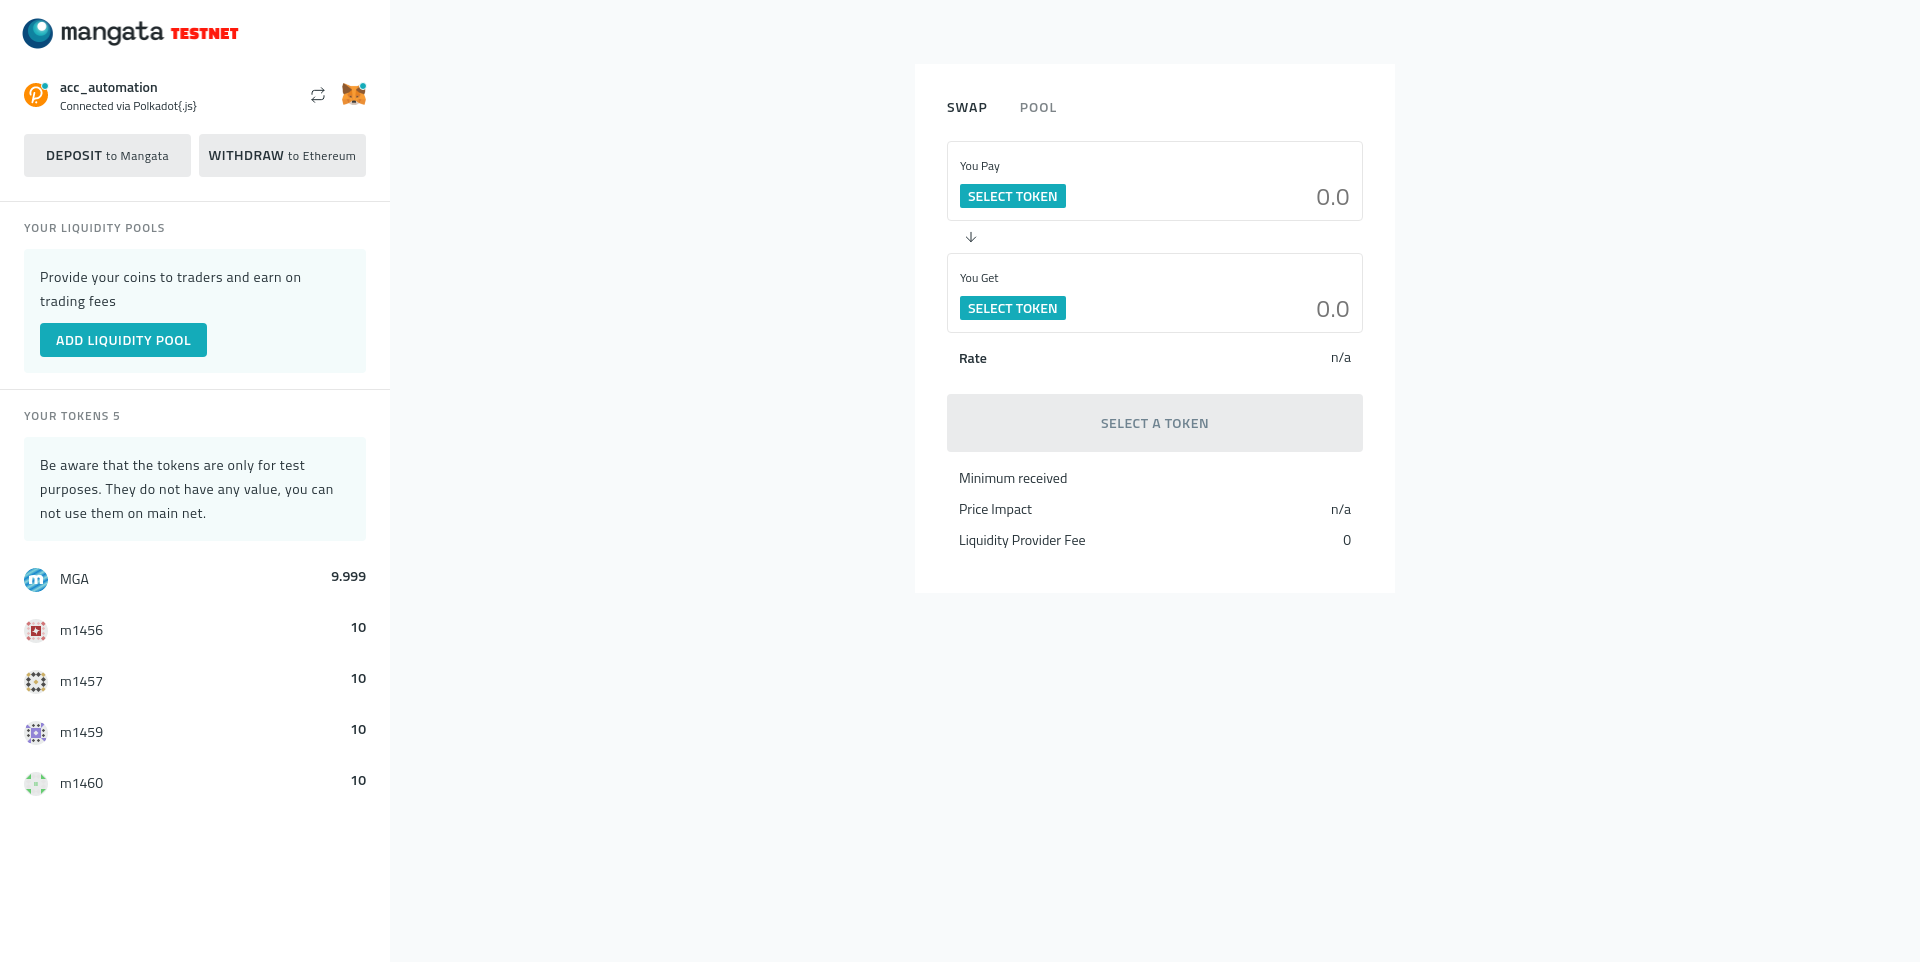 mangata TESTNET
acc_automation
Connected via Polkadot{.js}
DEPOSIT to Mangata
WITHDRAW to Ethereum
YOUR LIQUIDITY POOLS
Provide your coins to traders and earn on
trading fees
ADD LIQUIDITY POOL
YOUR TOKENS 5
Be aware that the tokens are only for test
purposes. They do not have any value, you can
not use them on main net.
MGA 9.999
m1456 10
m1457 10
m1459 10
m1460 10
SWAP POOL
You Pay
SELECT TOKEN 0.0
You Get
SELECT TOKEN 0.0
Rate n/a
SELECT A TOKEN
Minimum received
Price Impact n/a
Liquidity Provider Fee 0